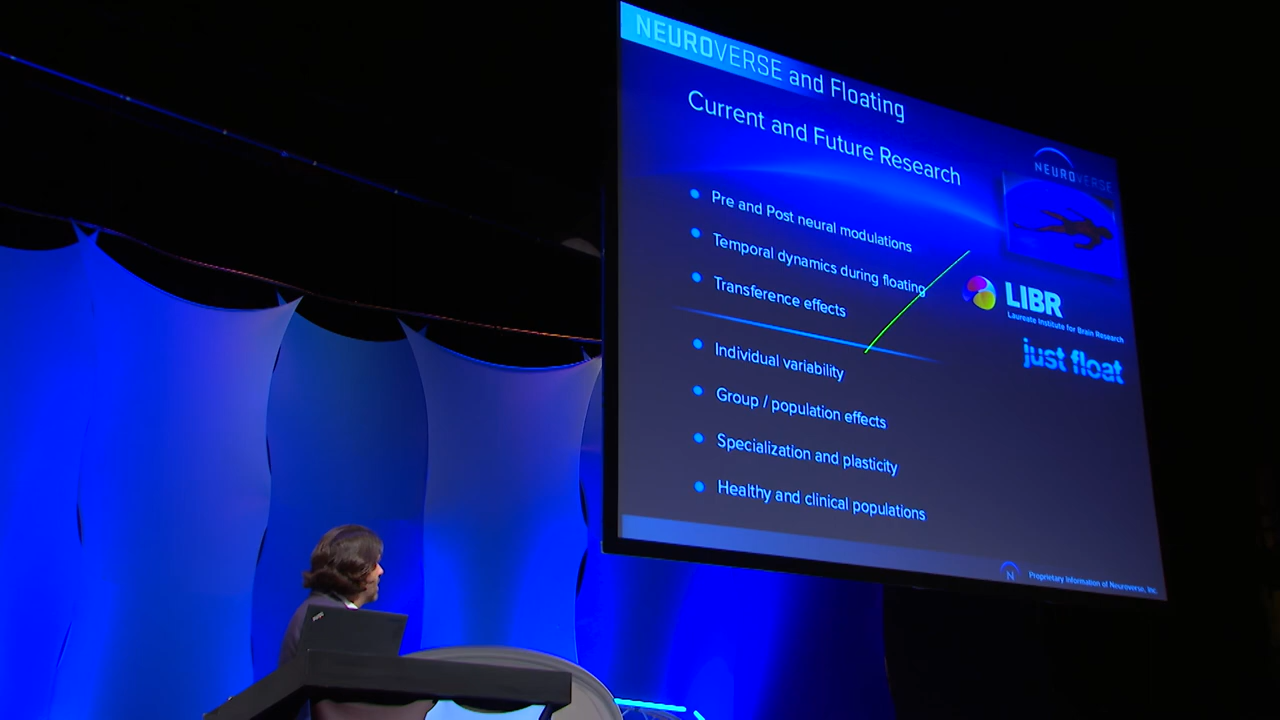 NEUROVERSE and Floating
Current and Future Research
NEUROVERSE
Pre and Post neural modulations
Temporal dynamics during floating
Transference effects
LIBR
Laureate Institute for Brain Research
just float
Individual variability
Group / population effects
Specialization and plasticity
Healthy and clinical populations
N Proprietary Information of Neuroverse, Inc.